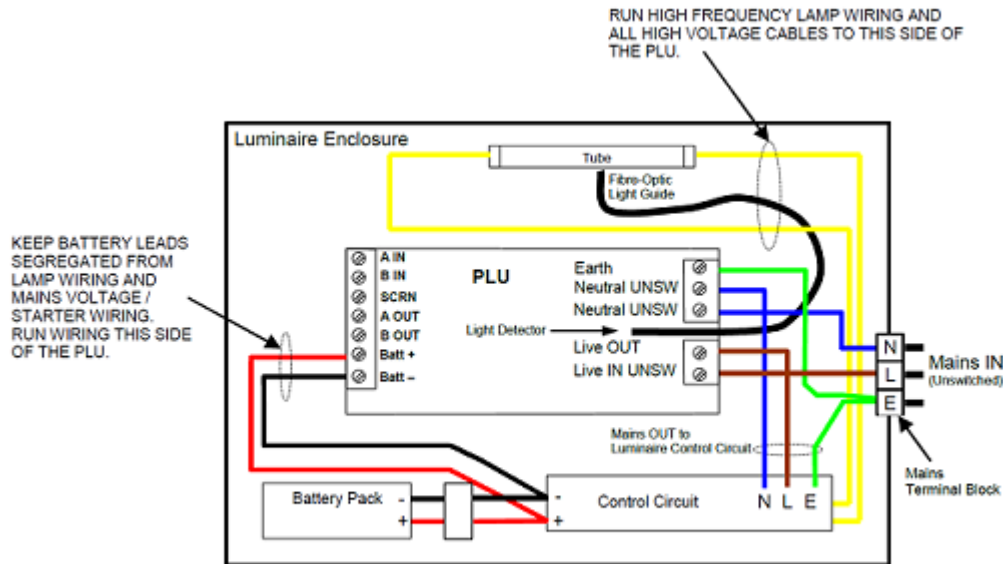 RUN HIGH FREQUENCY LAMP WIRING AND
ALL HIGH VOLTAGE CABLES TO THIS SIDE OF
THE PLU.
Luminaire Enclosure
Tube
Fibre-Optic
Light Guide
KEEP BATTERY LEADS
SEGREGATED FROM
LAMP WIRING AND
MAINS VOLTAGE /
STARTER WIRING.
RUN WIRING THIS SIDE
OF THE PLU.
A IN
B IN
SCRN
A OUT
B OUT
Batt +
Batt –
PLU
Light Detector
Earth
Neutral UNSW
Neutral UNSW
Live OUT
Live IN UNSW
N
L
E
Mains IN
(Unswitched)
Mains
Terminal Block
Mains OUT to
Luminaire Control Circuit
Battery Pack
-
+
-
+
Control Circuit
N L E